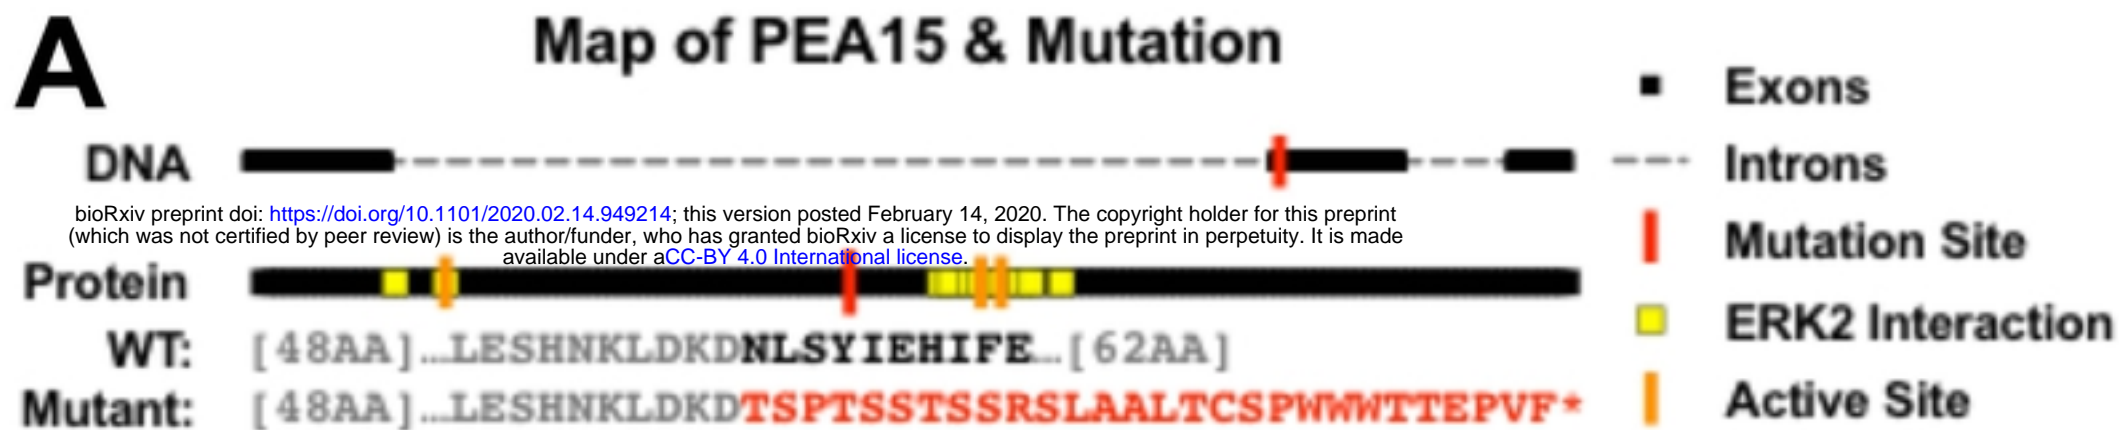 A
Map of PEA15 & Mutation
DNA
Exons
Introns
bioRxiv preprint doi: https://doi.org/10.1101/2020.02.14.949214; this version posted February 14, 2020. The copyright holder for this preprint
(which was not certified by peer review) is the author/funder, who has granted bioRxiv a license to display the preprint in perpetuity. It is made
available under aCC-BY 4.0 International license.
Mutation Site
Protein
ERK2 Interaction
WT: [48AA]…LESHNKLDKDNLSYIEHIFE…[62AA]
Mutant: [48AA]…LESHNKLDKDTSPTSSTSSRSLAALTCSPWWWTTEPVF*
Active Site